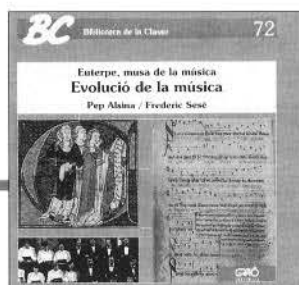 BC Biblioteca de la Classe 72
Euterpe, musa de la música
Evolució de la música
Pep Alsina / Frederic Sesé
GRAÓ